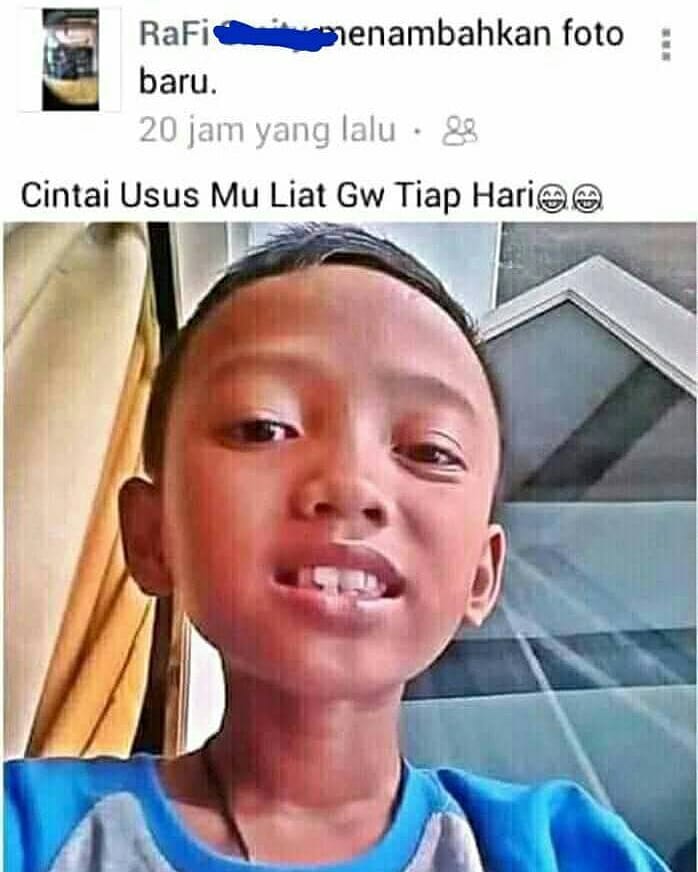 RaFi menambahkan foto
baru.
20 jam yang lalu ·
Cintai Usus Mu Liat Gw Tiap Hari😄😄